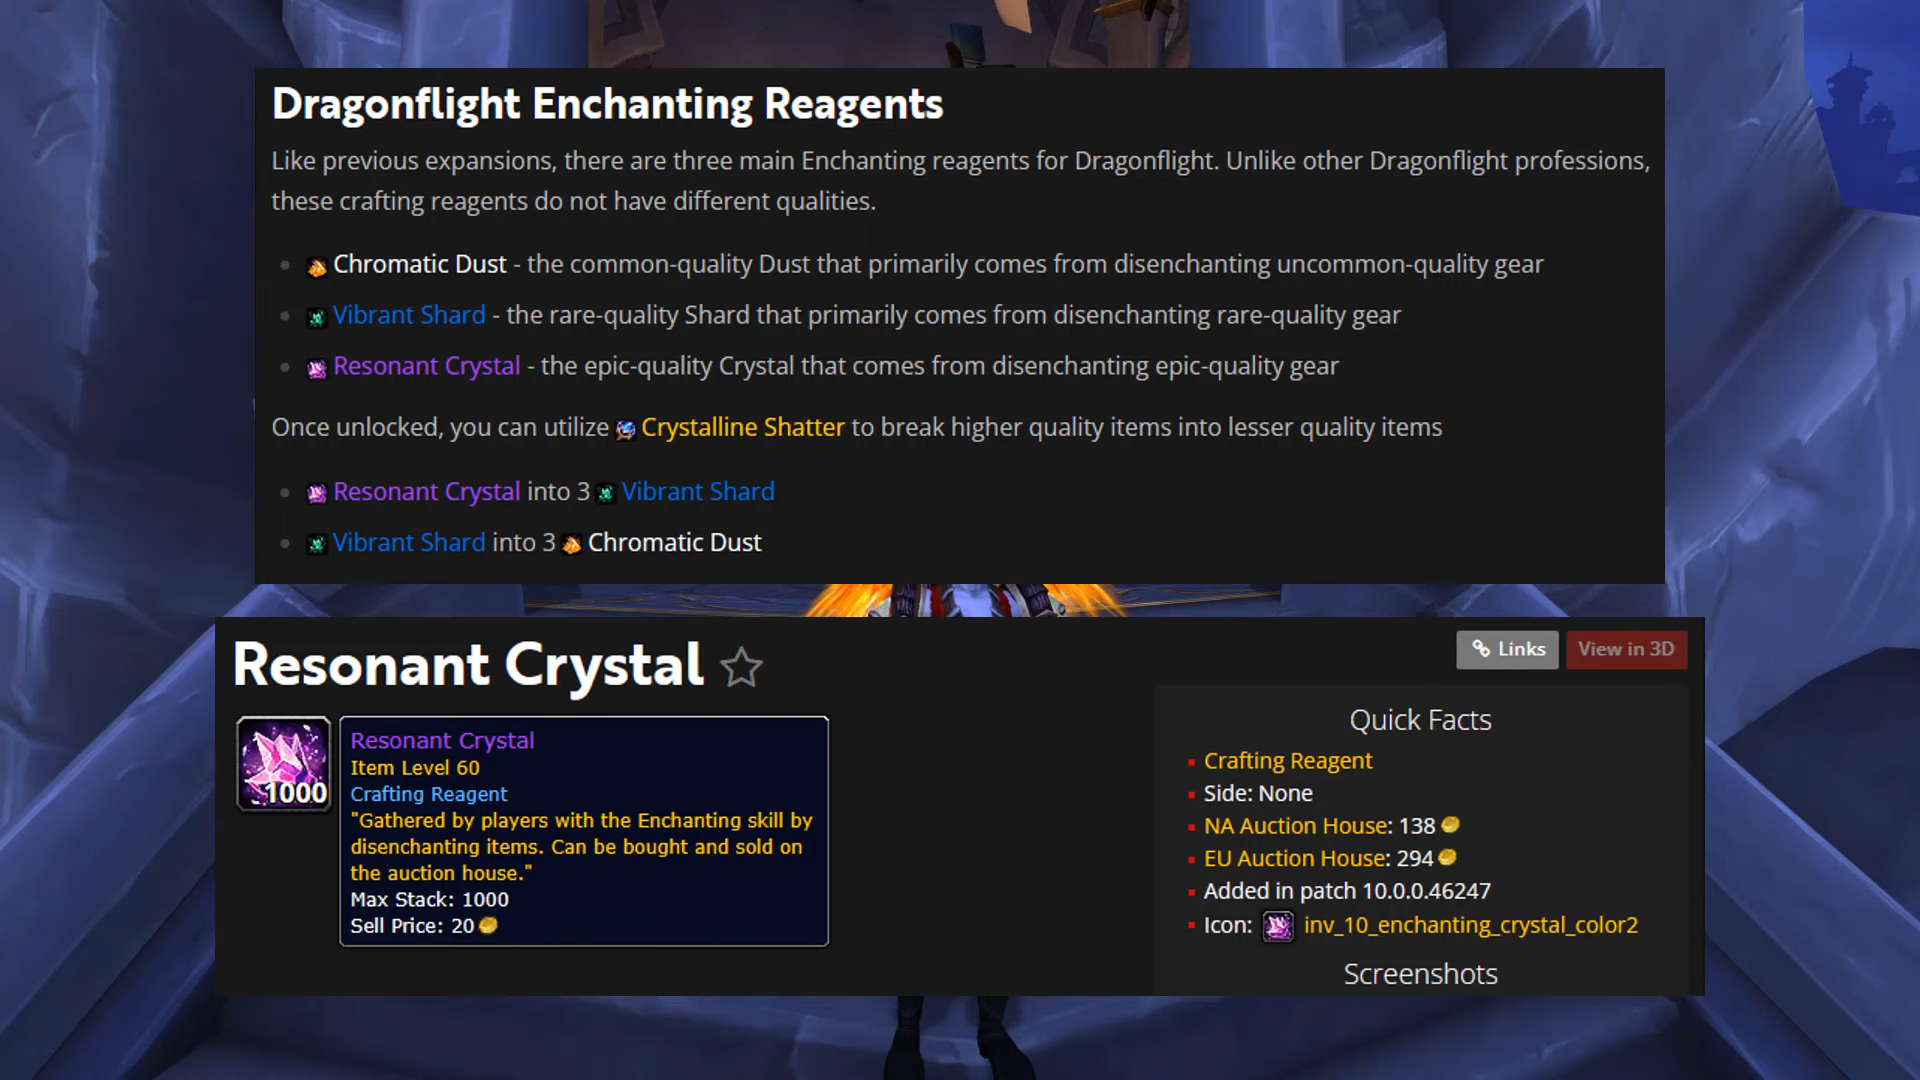 Dragonflight Enchanting Reagents
Like previous expansions, there are three main Enchanting reagents for Dragonflight. Unlike other Dragonflight professions,
these crafting reagents do not have different qualities.
Chromatic Dust - the common-quality Dust that primarily comes from disenchanting uncommon-quality gear
Vibrant Shard - the rare-quality Shard that primarily comes from disenchanting rare-quality gear
Resonant Crystal - the epic-quality Crystal that comes from disenchanting epic-quality gear
Once unlocked, you can utilize Crystalline Shatter to break higher quality items into lesser quality items
Resonant Crystal into 3 Vibrant Shard
Vibrant Shard into 3 Chromatic Dust
Resonant Crystal
Links
View in 3D
1000
Resonant Crystal
Item Level 60
Crafting Reagent
"Gathered by players with the Enchanting skill by
disenchanting items. Can be bought and sold on
the auction house."
Max Stack: 1000
Sell Price: 20
Quick Facts
Crafting Reagent
Side: None
NA Auction House: 138
EU Auction House: 294
Added in patch 10.0.0.46247
Icon: inv_10_enchanting_crystal_color2
Screenshots